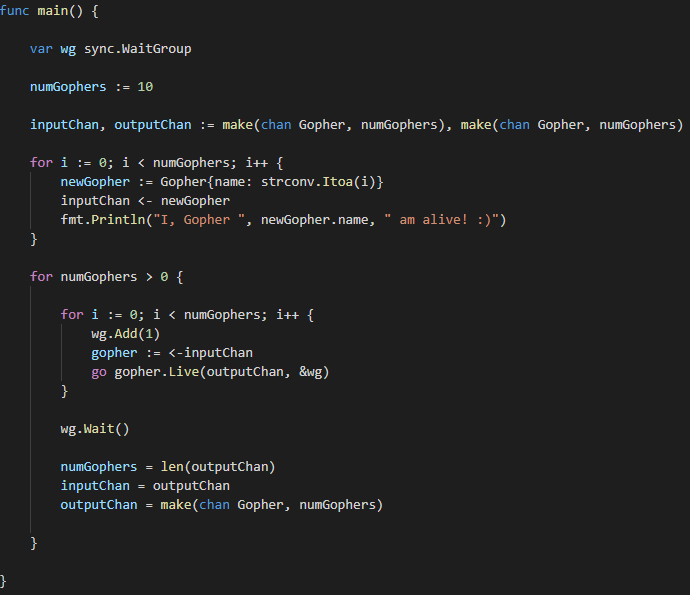 func main() {
var wg sync.WaitGroup
numGophers := 10
inputChan, outputChan := make(chan Gopher, numGophers), make(chan Gopher, numGophers)
for i := 0; i < numGophers; i++ {
newGopher := Gopher{name: strconv.Itoa(i)}
inputChan <- newGopher
fmt.Println("I, Gopher ", newGopher.name, " am alive! :)")
}
for numGophers > 0 {
for i := 0; i < numGophers; i++ {
wg.Add(1)
gopher := <-inputChan
go gopher.Live(outputChan, &wg)
}
wg.Wait()
numGophers = len(outputChan)
inputChan = outputChan
outputChan = make(chan Gopher, numGophers)
}
}